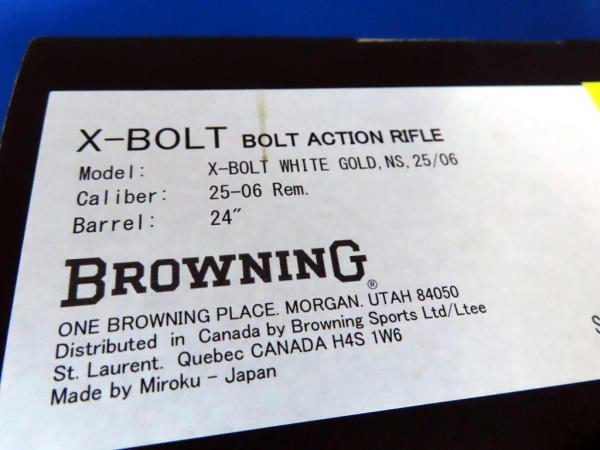 X-BOLT BOLT ACTION RIFLE
Model: X-BOLT WHITE GOLD, NS, 25/06
Caliber: 25-06 Rem.
Barrel: 24"
BROWNING®
ONE BROWNING PLACE. MORGAN. UTAH 84050
Distributed in Canada by Browning Sports Ltd/Ltee
St. Laurent. Quebec CANADA H4S 1W6
Made by Miroku - Japan